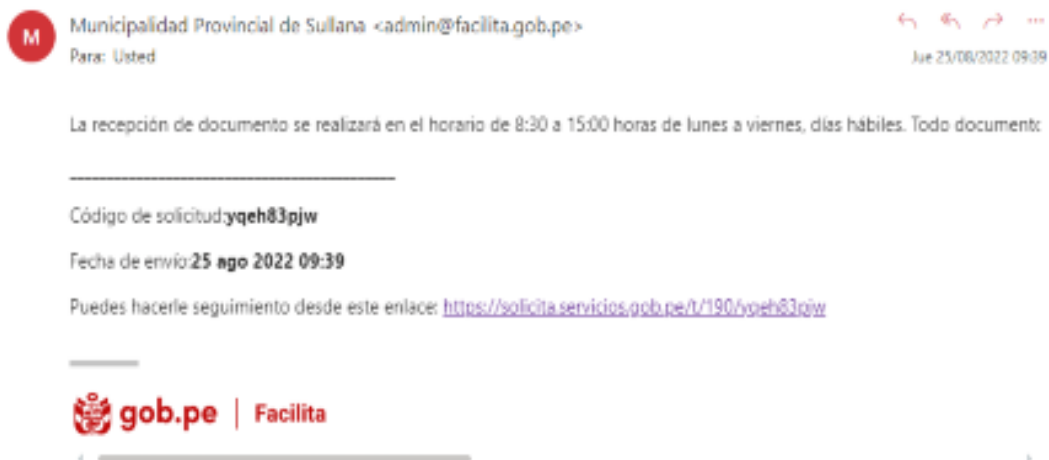 M
Municipalidad Provincial de Sullana <admin@facilita.gob.pe>
Para: Usted
Jue 25/08/2022 09:39
La recepción de documento se realizará en el horario de 8:30 a 15:00 horas de lunes a viernes, días hábiles. Todo documento
Código de solicitud:yqeh83pjw
Fecha de envío:25 ago 2022 09:39
Puedes hacerle seguimiento desde este enlace: https://solicita.servicios.gob.pe/t/190/yqeh83pjw
gob.pe | Facilita